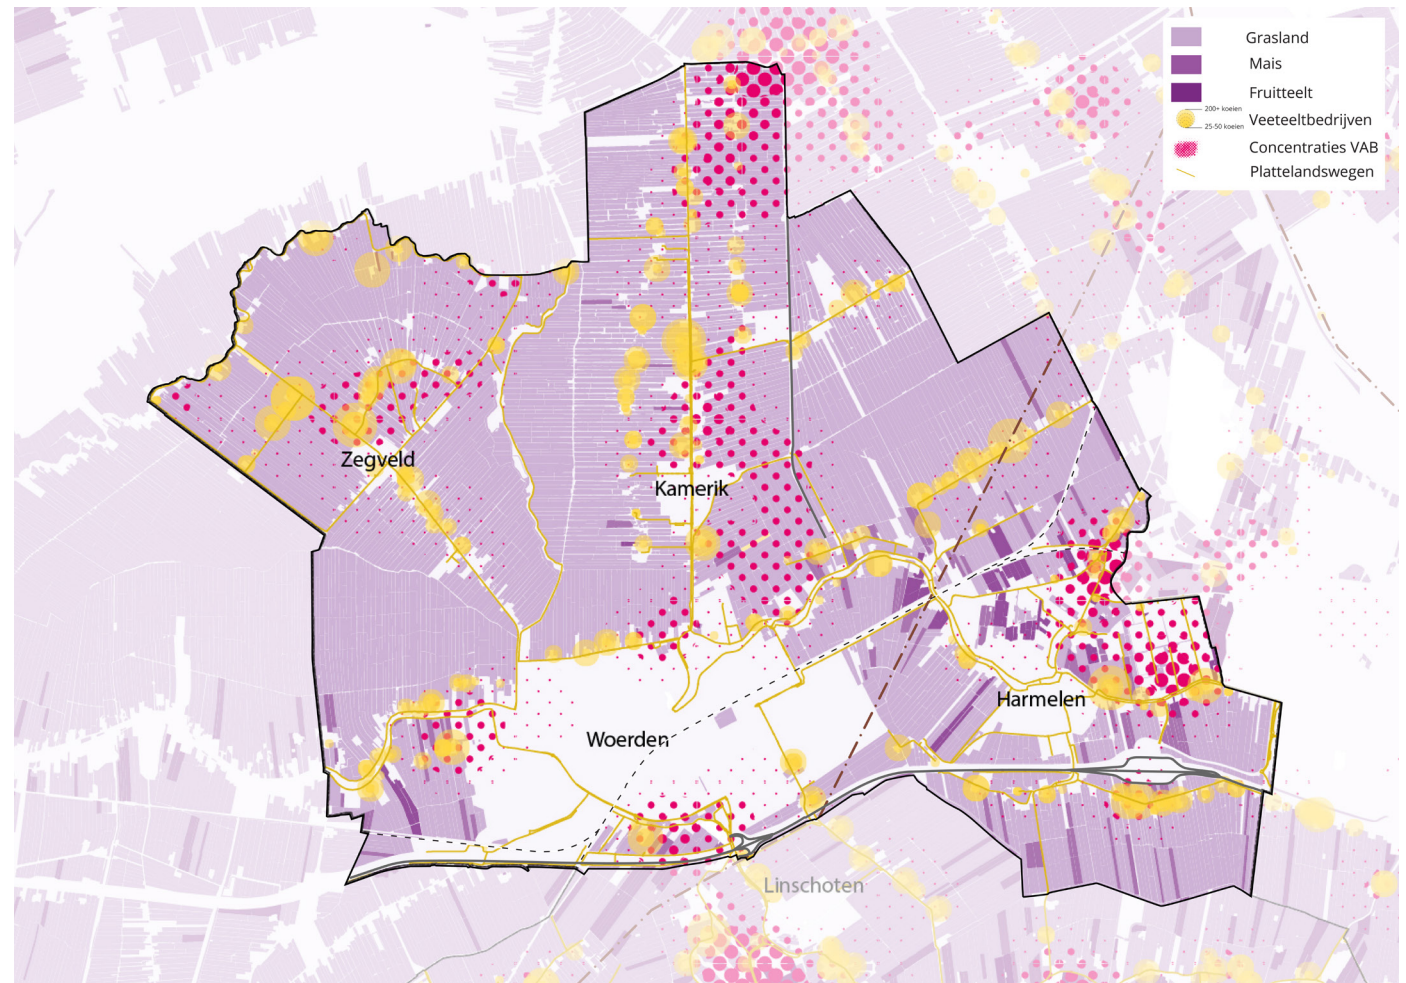 Grasland
Mais
Fruitteelt
200+ koeien
25-50 koeien
Veeteeltbedrijven
Concentraties VAB
Plattelandswegen
Zegveld
Kamerik
Harmelen
Woerden
Linschoten